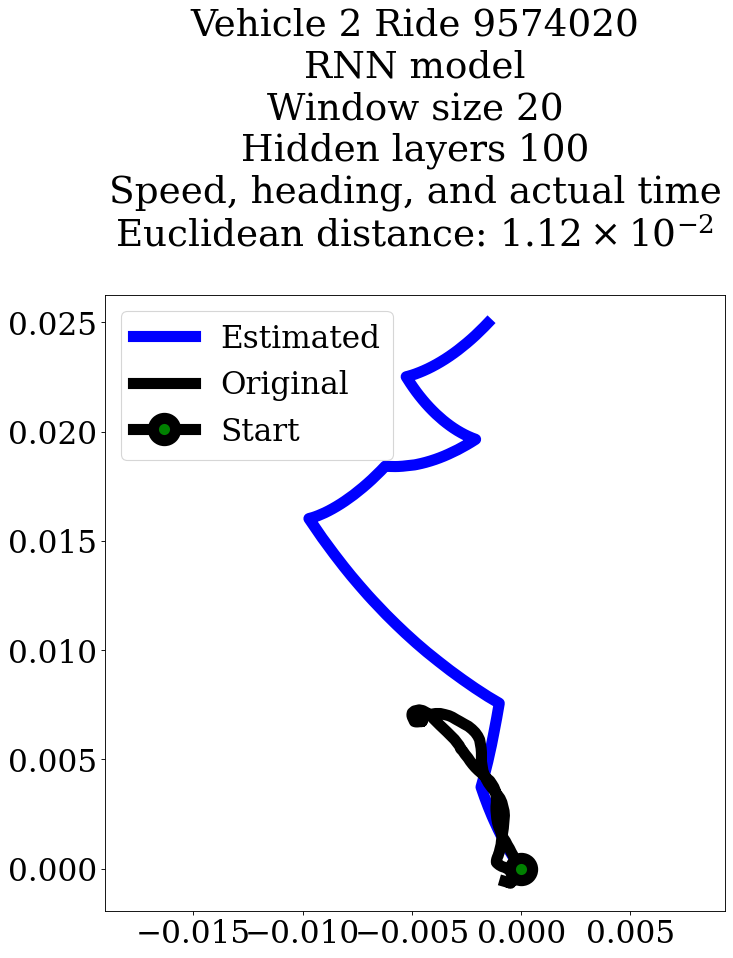 Vehicle 2 Ride 9574020
RNN model
Window size 20
Hidden layers 100
Speed, heading, and actual time
Euclidean distance: 1.12 × 10⁻²
Estimated
Original
Start
0.025
0.020
0.015
0.010
0.005
0.000
−0.015 −0.010 −0.005 0.000 0.005